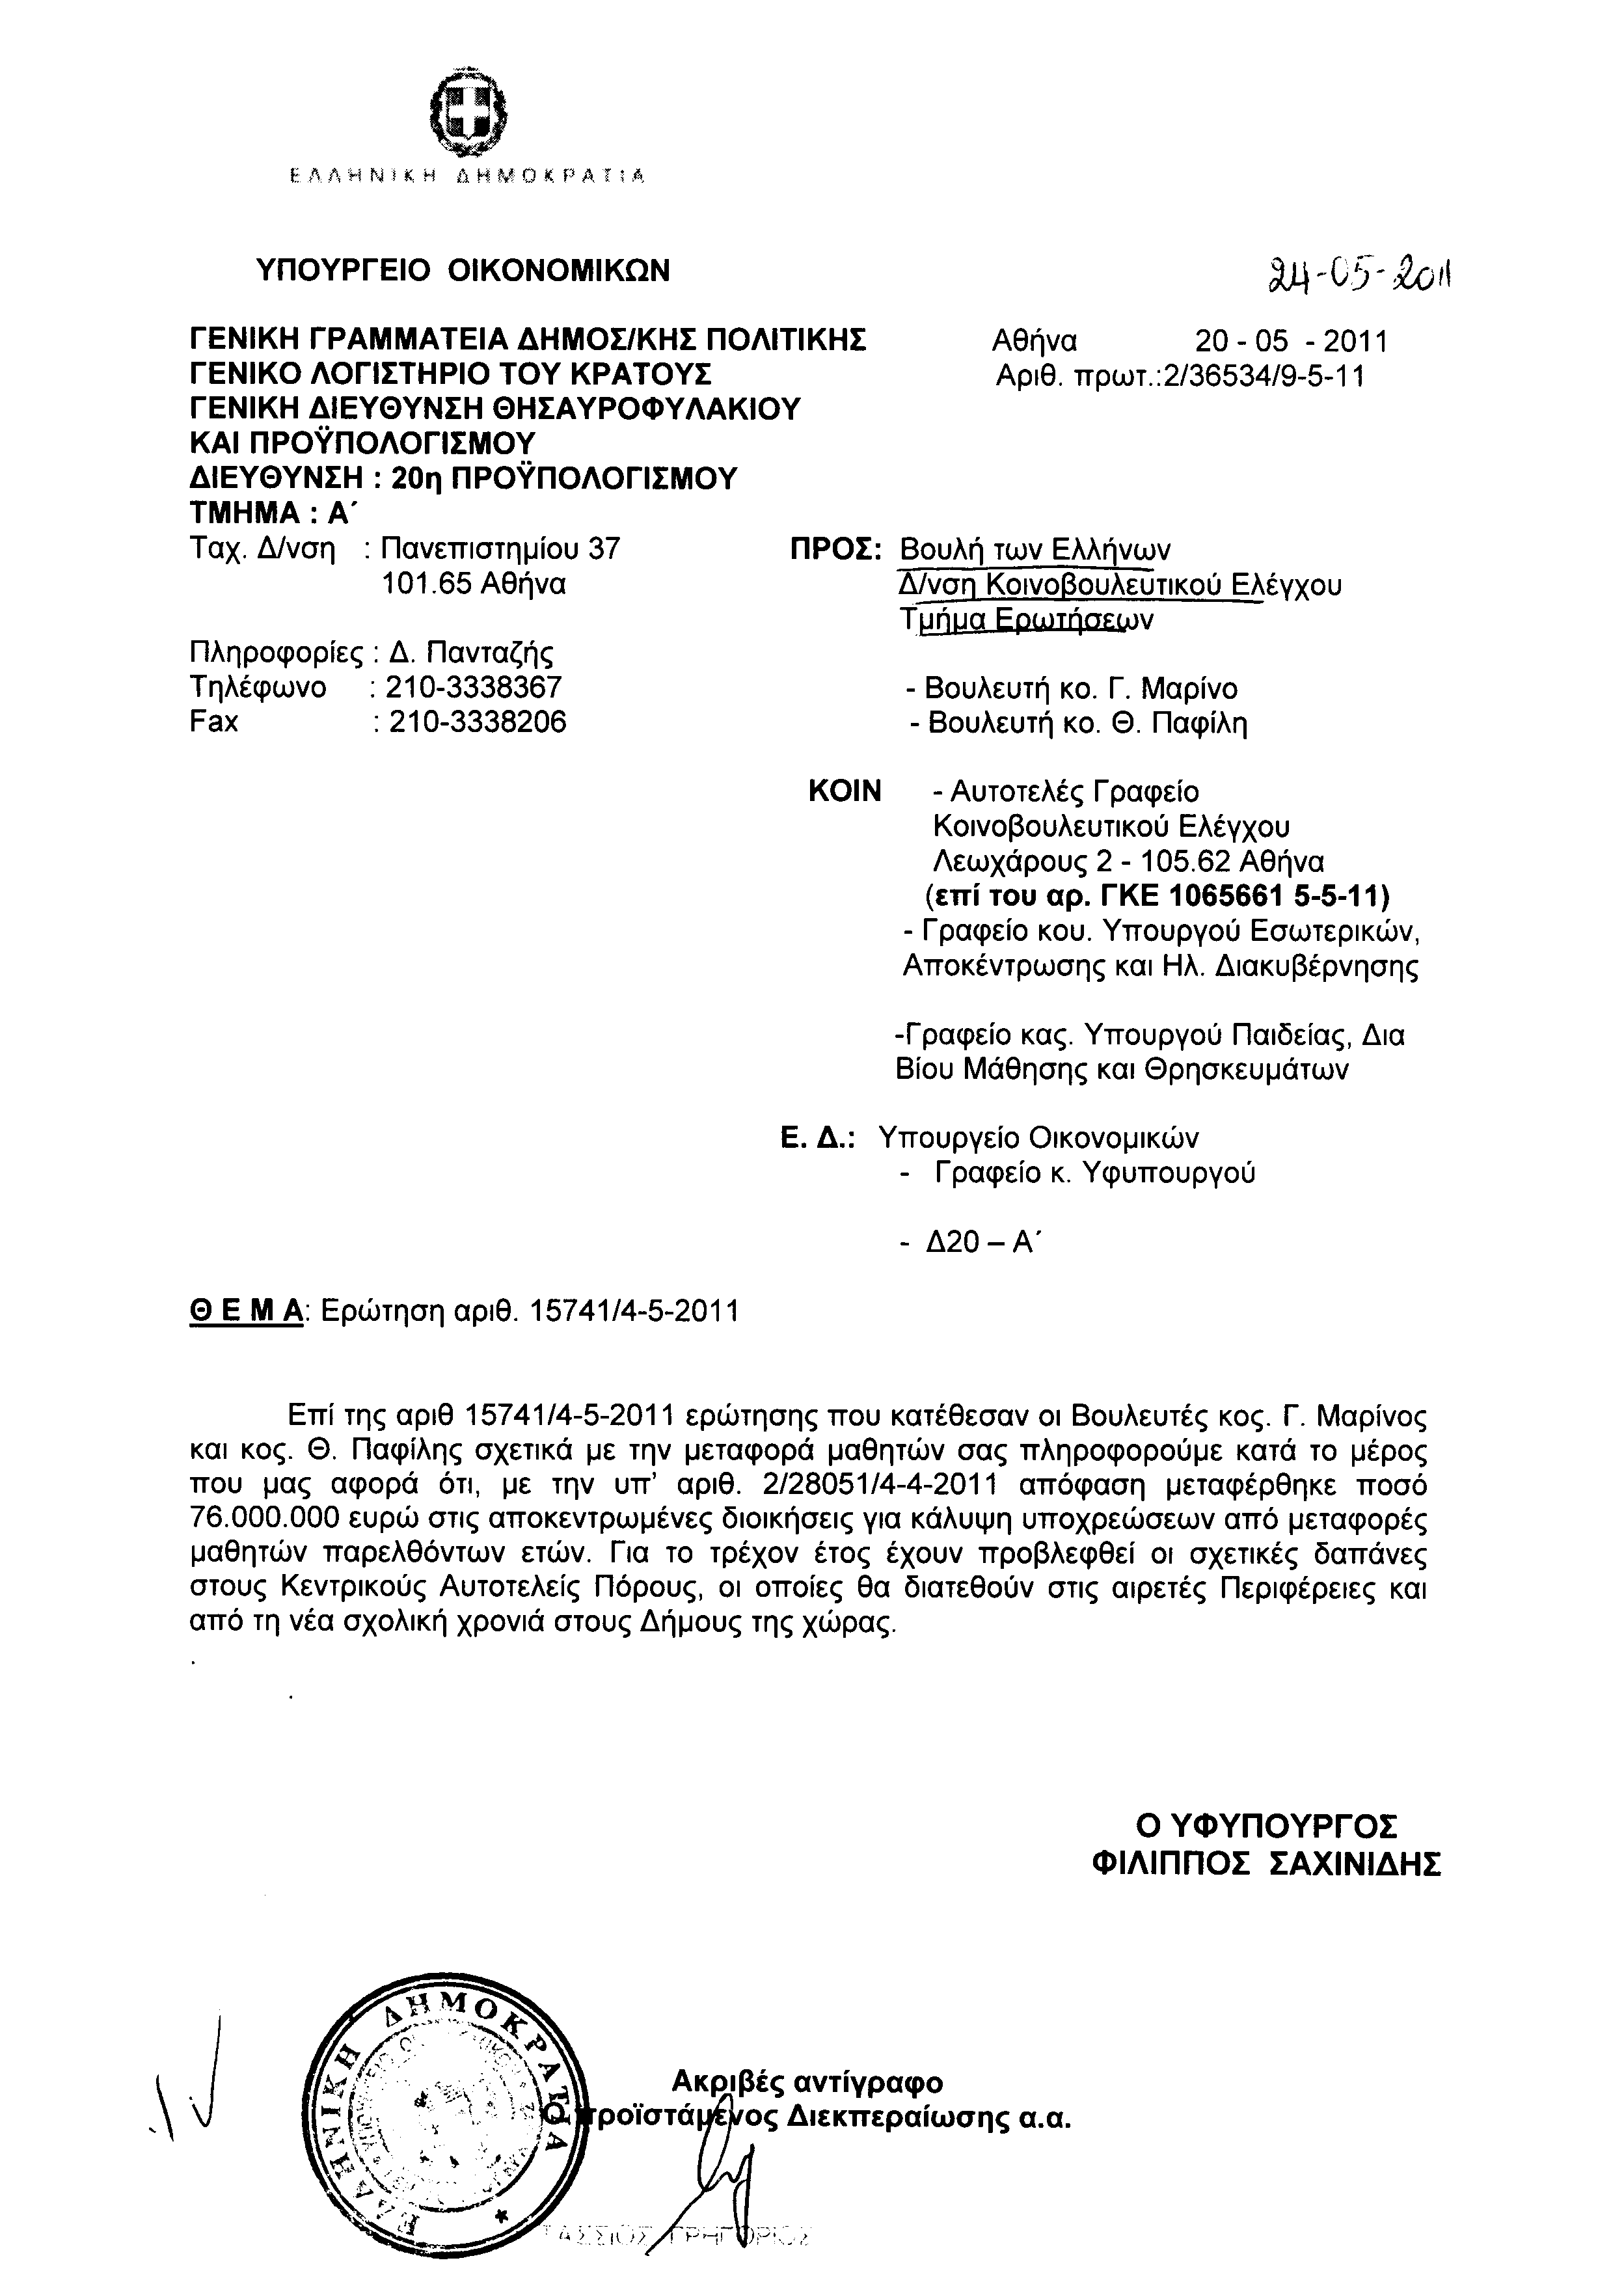 ΕΛΛΗΝΙΚΗ ΔΗΜΟΚΡΑΤΙΑ
ΥΠΟΥΡΓΕΙΟ ΟΙΚΟΝΟΜΙΚΩΝ
24-05-2011
ΓΕΝΙΚΗ ΓΡΑΜΜΑΤΕΙΑ ΔΗΜΟΣ/ΚΗΣ ΠΟΛΙΤΙΚΗΣ
ΓΕΝΙΚΟ ΛΟΓΙΣΤΗΡΙΟ ΤΟΥ ΚΡΑΤΟΥΣ
ΓΕΝΙΚΗ ΔΙΕΥΘΥΝΣΗ ΘΗΣΑΥΡΟΦΥΛΑΚΙΟΥ
ΚΑΙ ΠΡΟΫΠΟΛΟΓΙΣΜΟΥ
ΔΙΕΥΘΥΝΣΗ : 20η ΠΡΟΫΠΟΛΟΓΙΣΜΟΥ
ΤΜΗΜΑ : Α΄
Ταχ. Δ/νση : Πανεπιστημίου 37
101.65 Αθήνα
Πληροφορίες : Δ. Πανταζής
Τηλέφωνο : 210-3338367
Fax : 210-3338206
Αθήνα 20 - 05 - 2011
Αριθ. πρωτ.:2/36534/9-5-11
ΠΡΟΣ: Βουλή των Ελλήνων
Δ/νση Κοινοβουλευτικού Ελέγχου
Τμήμα Ερωτήσεων
- Βουλευτή κο. Γ. Μαρίνο
- Βουλευτή κο. Θ. Παφίλη
ΚΟΙΝ - Αυτοτελές Γραφείο
Κοινοβουλευτικού Ελέγχου
Λεωχάρους 2 - 105.62 Αθήνα
(επί του αρ. ΓΚΕ 1065661 5-5-11)
- Γραφείο κου. Υπουργού Εσωτερικών,
Αποκέντρωσης και Ηλ. Διακυβέρνησης
-Γραφείο κας. Υπουργού Παιδείας, Δια
Βίου Μάθησης και Θρησκευμάτων
Ε. Δ.: Υπουργείο Οικονομικών
- Γραφείο κ. Υφυπουργού
- Δ20 – Α΄
Θ Ε Μ Α: Ερώτηση αριθ. 15741/4-5-2011
Επί της αριθ 15741/4-5-2011 ερώτησης που κατέθεσαν οι Βουλευτές κος. Γ. Μαρίνος
και κος. Θ. Παφίλης σχετικά με την μεταφορά μαθητών σας πληροφορούμε κατά το μέρος
που μας αφορά ότι, με την υπ’ αριθ. 2/28051/4-4-2011 απόφαση μεταφέρθηκε ποσό
76.000.000 ευρώ στις αποκεντρωμένες διοικήσεις για κάλυψη υποχρεώσεων από μεταφορές
μαθητών παρελθόντων ετών. Για το τρέχον έτος έχουν προβλεφθεί οι σχετικές δαπάνες
στους Κεντρικούς Αυτοτελείς Πόρους, οι οποίες θα διατεθούν στις αιρετές Περιφέρειες και
από τη νέα σχολική χρονιά στους Δήμους της χώρας.
Ο ΥΦΥΠΟΥΡΓΟΣ
ΦΙΛΙΠΠΟΣ ΣΑΧΙΝΙΔΗΣ
ΕΛΛΗΝΙΚΗ ΔΗΜΟΚΡΑΤΙΑ
Ακριβές αντίγραφο
Ο προϊστάμενος Διεκπεραίωσης α.α.
ΤΑΣΣΙΟΣ ΓΡΗΓΟΡΙΟΣ